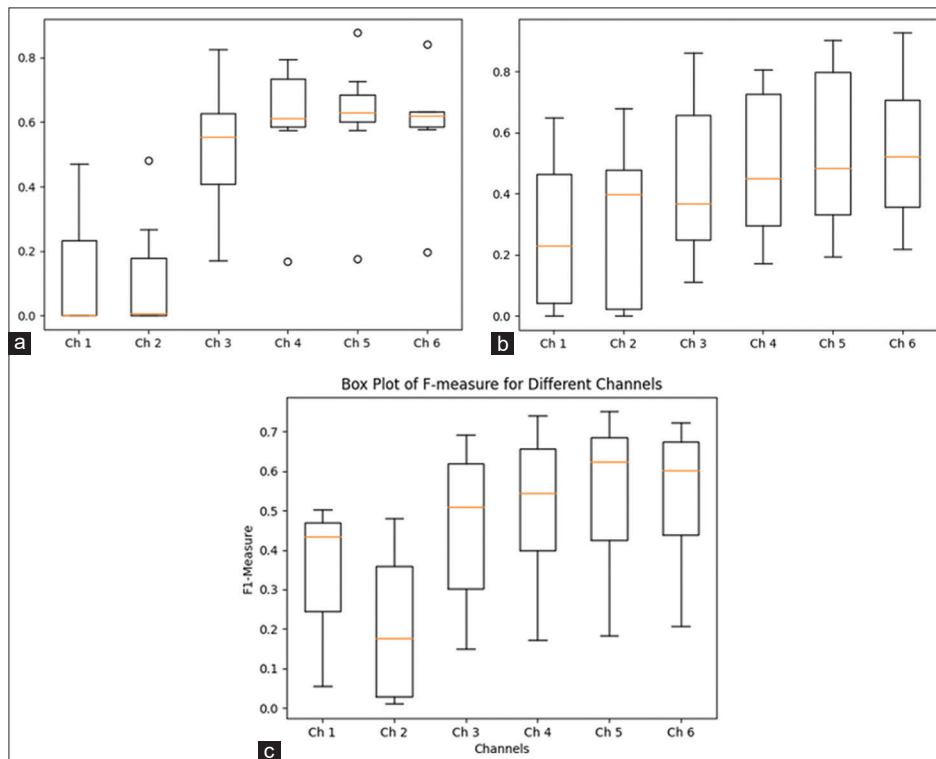 0.8
0.6
0.4
0.2
0.0
Ch 1 Ch 2 Ch 3 Ch 4 Ch 5 Ch 6
a
0.8
0.6
0.4
0.2
0.0
Ch 1 Ch 2 Ch 3 Ch 4 Ch 5 Ch 6
b
Box Plot of F-measure for Different Channels
F1-Measure
0.7
0.6
0.5
0.4
0.3
0.2
0.1
0.0
Ch 1 Ch 2 Ch 3 Ch 4 Ch 5 Ch 6
Channels
c